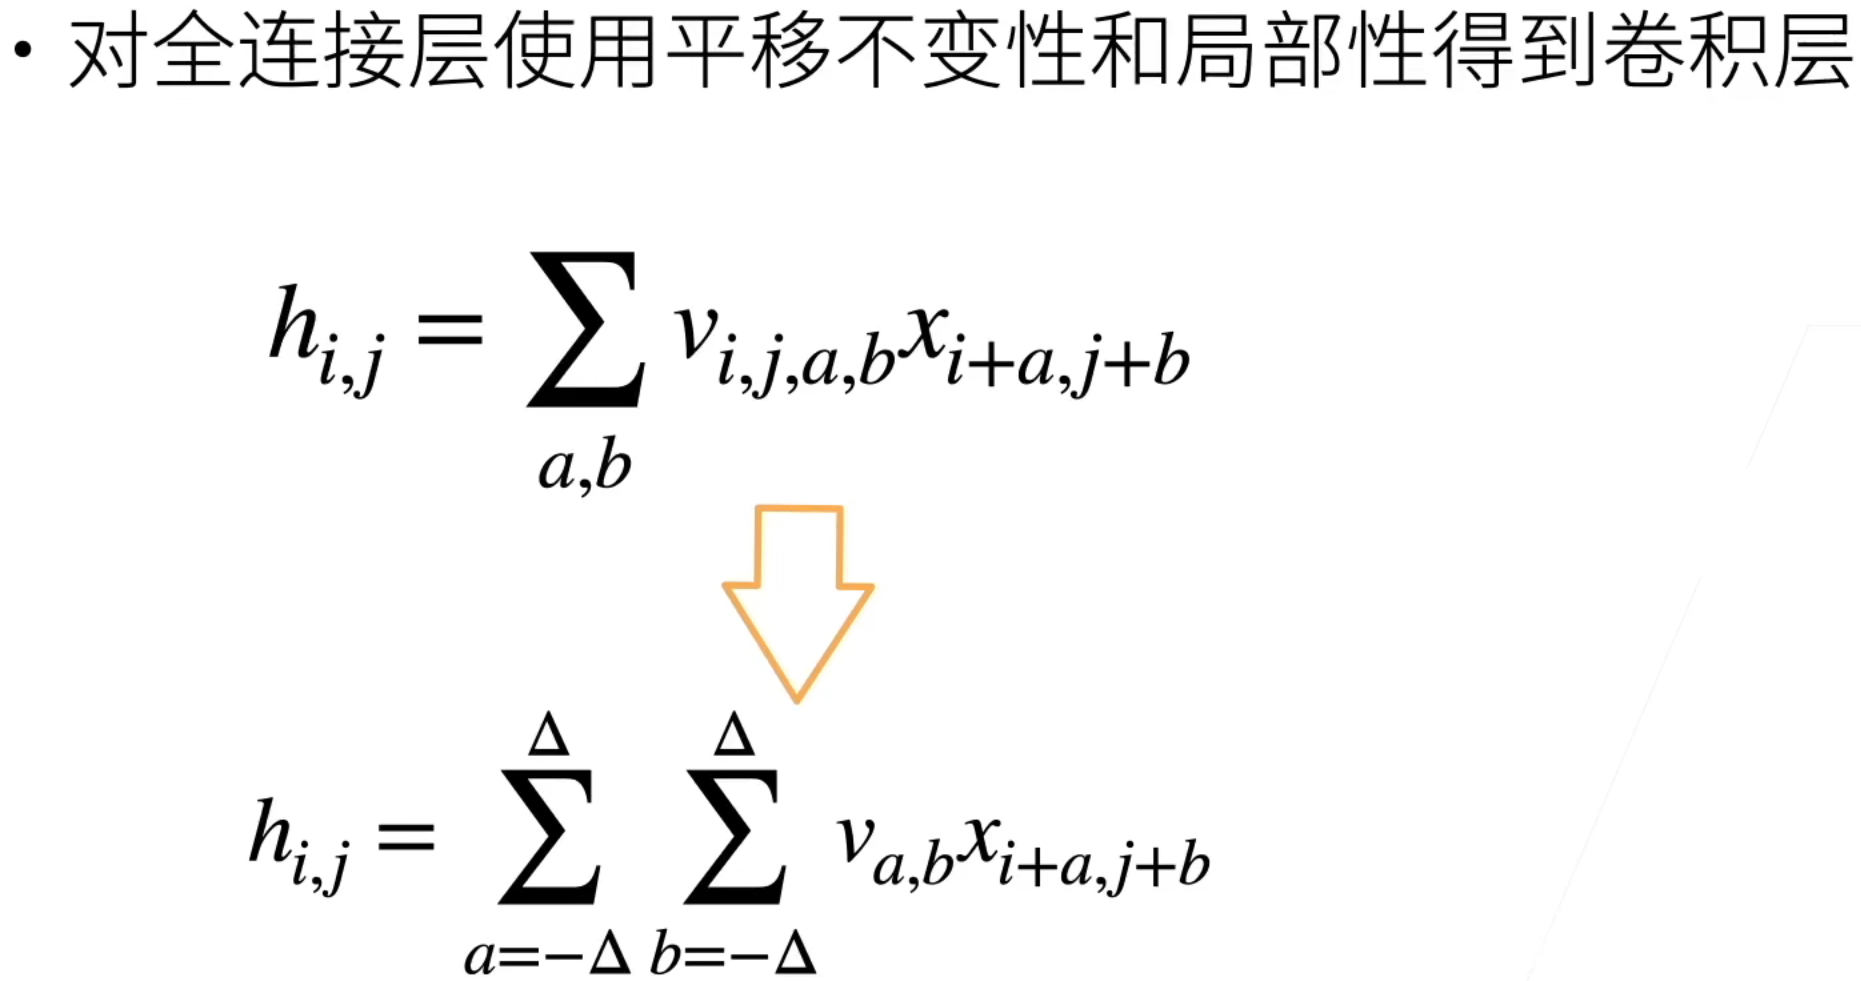 • 对全连接层使用平移不变性和局部性得到卷积层
h_{i,j} = \sum_{a,b} v_{i,j,a,b} x_{i+a,j+b}
h_{i,j} = \sum_{a=-\Delta}^{\Delta} \sum_{b=-\Delta}^{\Delta} v_{a,b} x_{i+a,j+b}